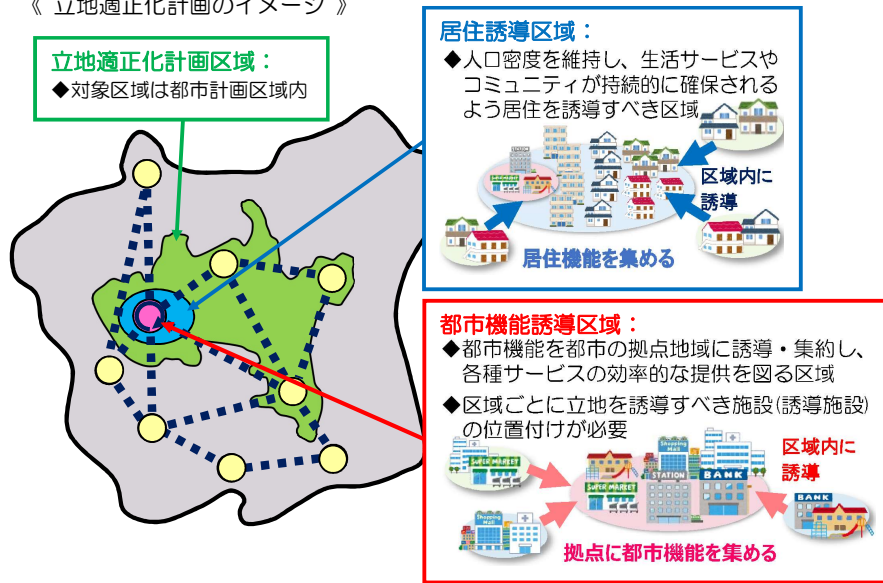 《 立地適正化計画のイメージ 》
立地適正化計画区域：
◆対象区域は都市計画区域内
居住誘導区域：
◆人口密度を維持し、生活サービスや
コミュニティが持続的に確保される
よう居住を誘導すべき区域
STATION
区域内に
誘導
居住機能を集める
都市機能誘導区域：
◆都市機能を都市の拠点地域に誘導・集約し、
各種サービスの効率的な提供を図る区域
◆区域ごとに立地を誘導すべき施設(誘導施設)
の位置付けが必要
区域内に
誘導
SUPER MARKET
Shopping
Mall
STATION
BANK
SUPER MARKET
BANK
Shopping
Mall
拠点に都市機能を集める